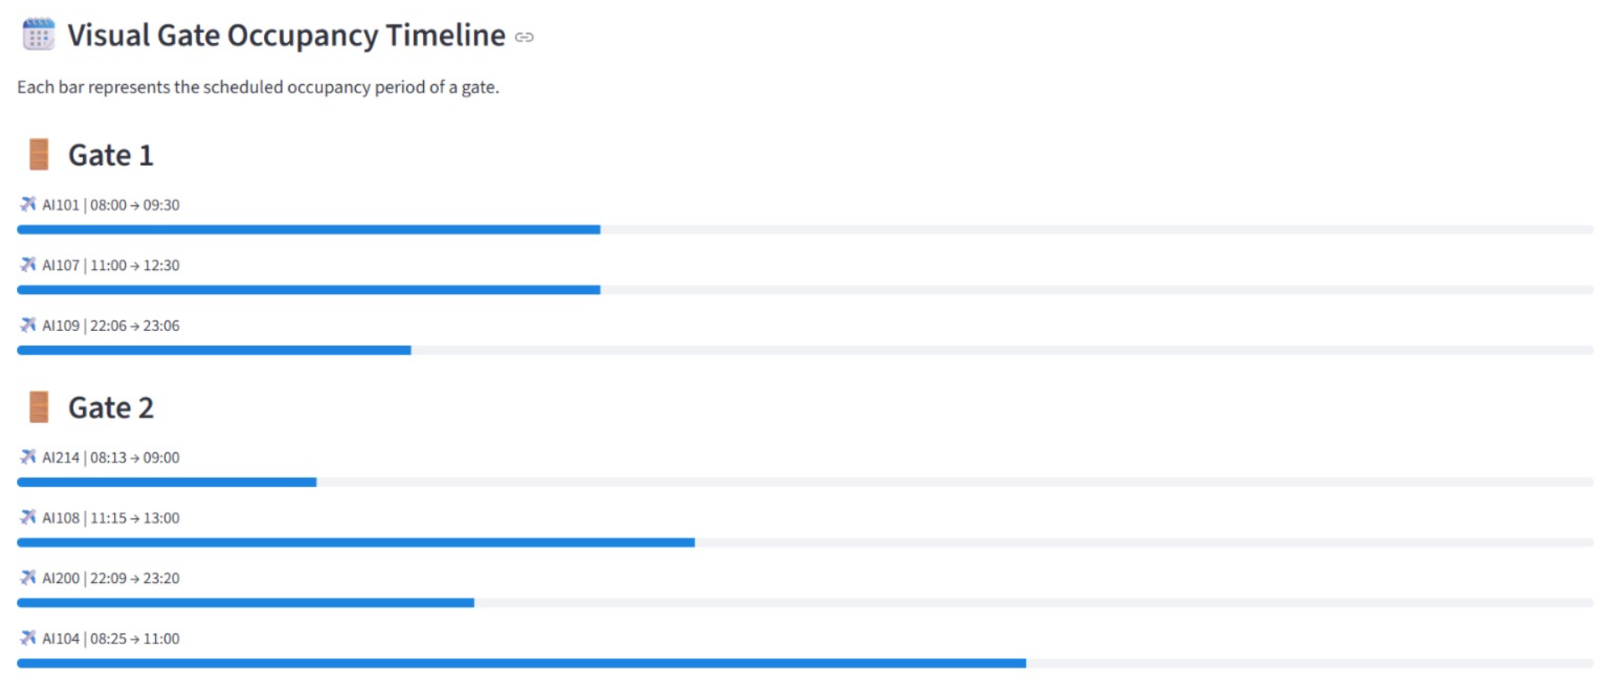 Visual Gate Occupancy Timeline
Each bar represents the scheduled occupancy period of a gate.
Gate 1
AI101 | 08:00 → 09:30
AI107 | 11:00 → 12:30
AI109 | 22:06 → 23:06
Gate 2
AI214 | 08:13 → 09:00
AI108 | 11:15 → 13:00
AI200 | 22:09 → 23:20
AI104 | 08:25 → 11:00